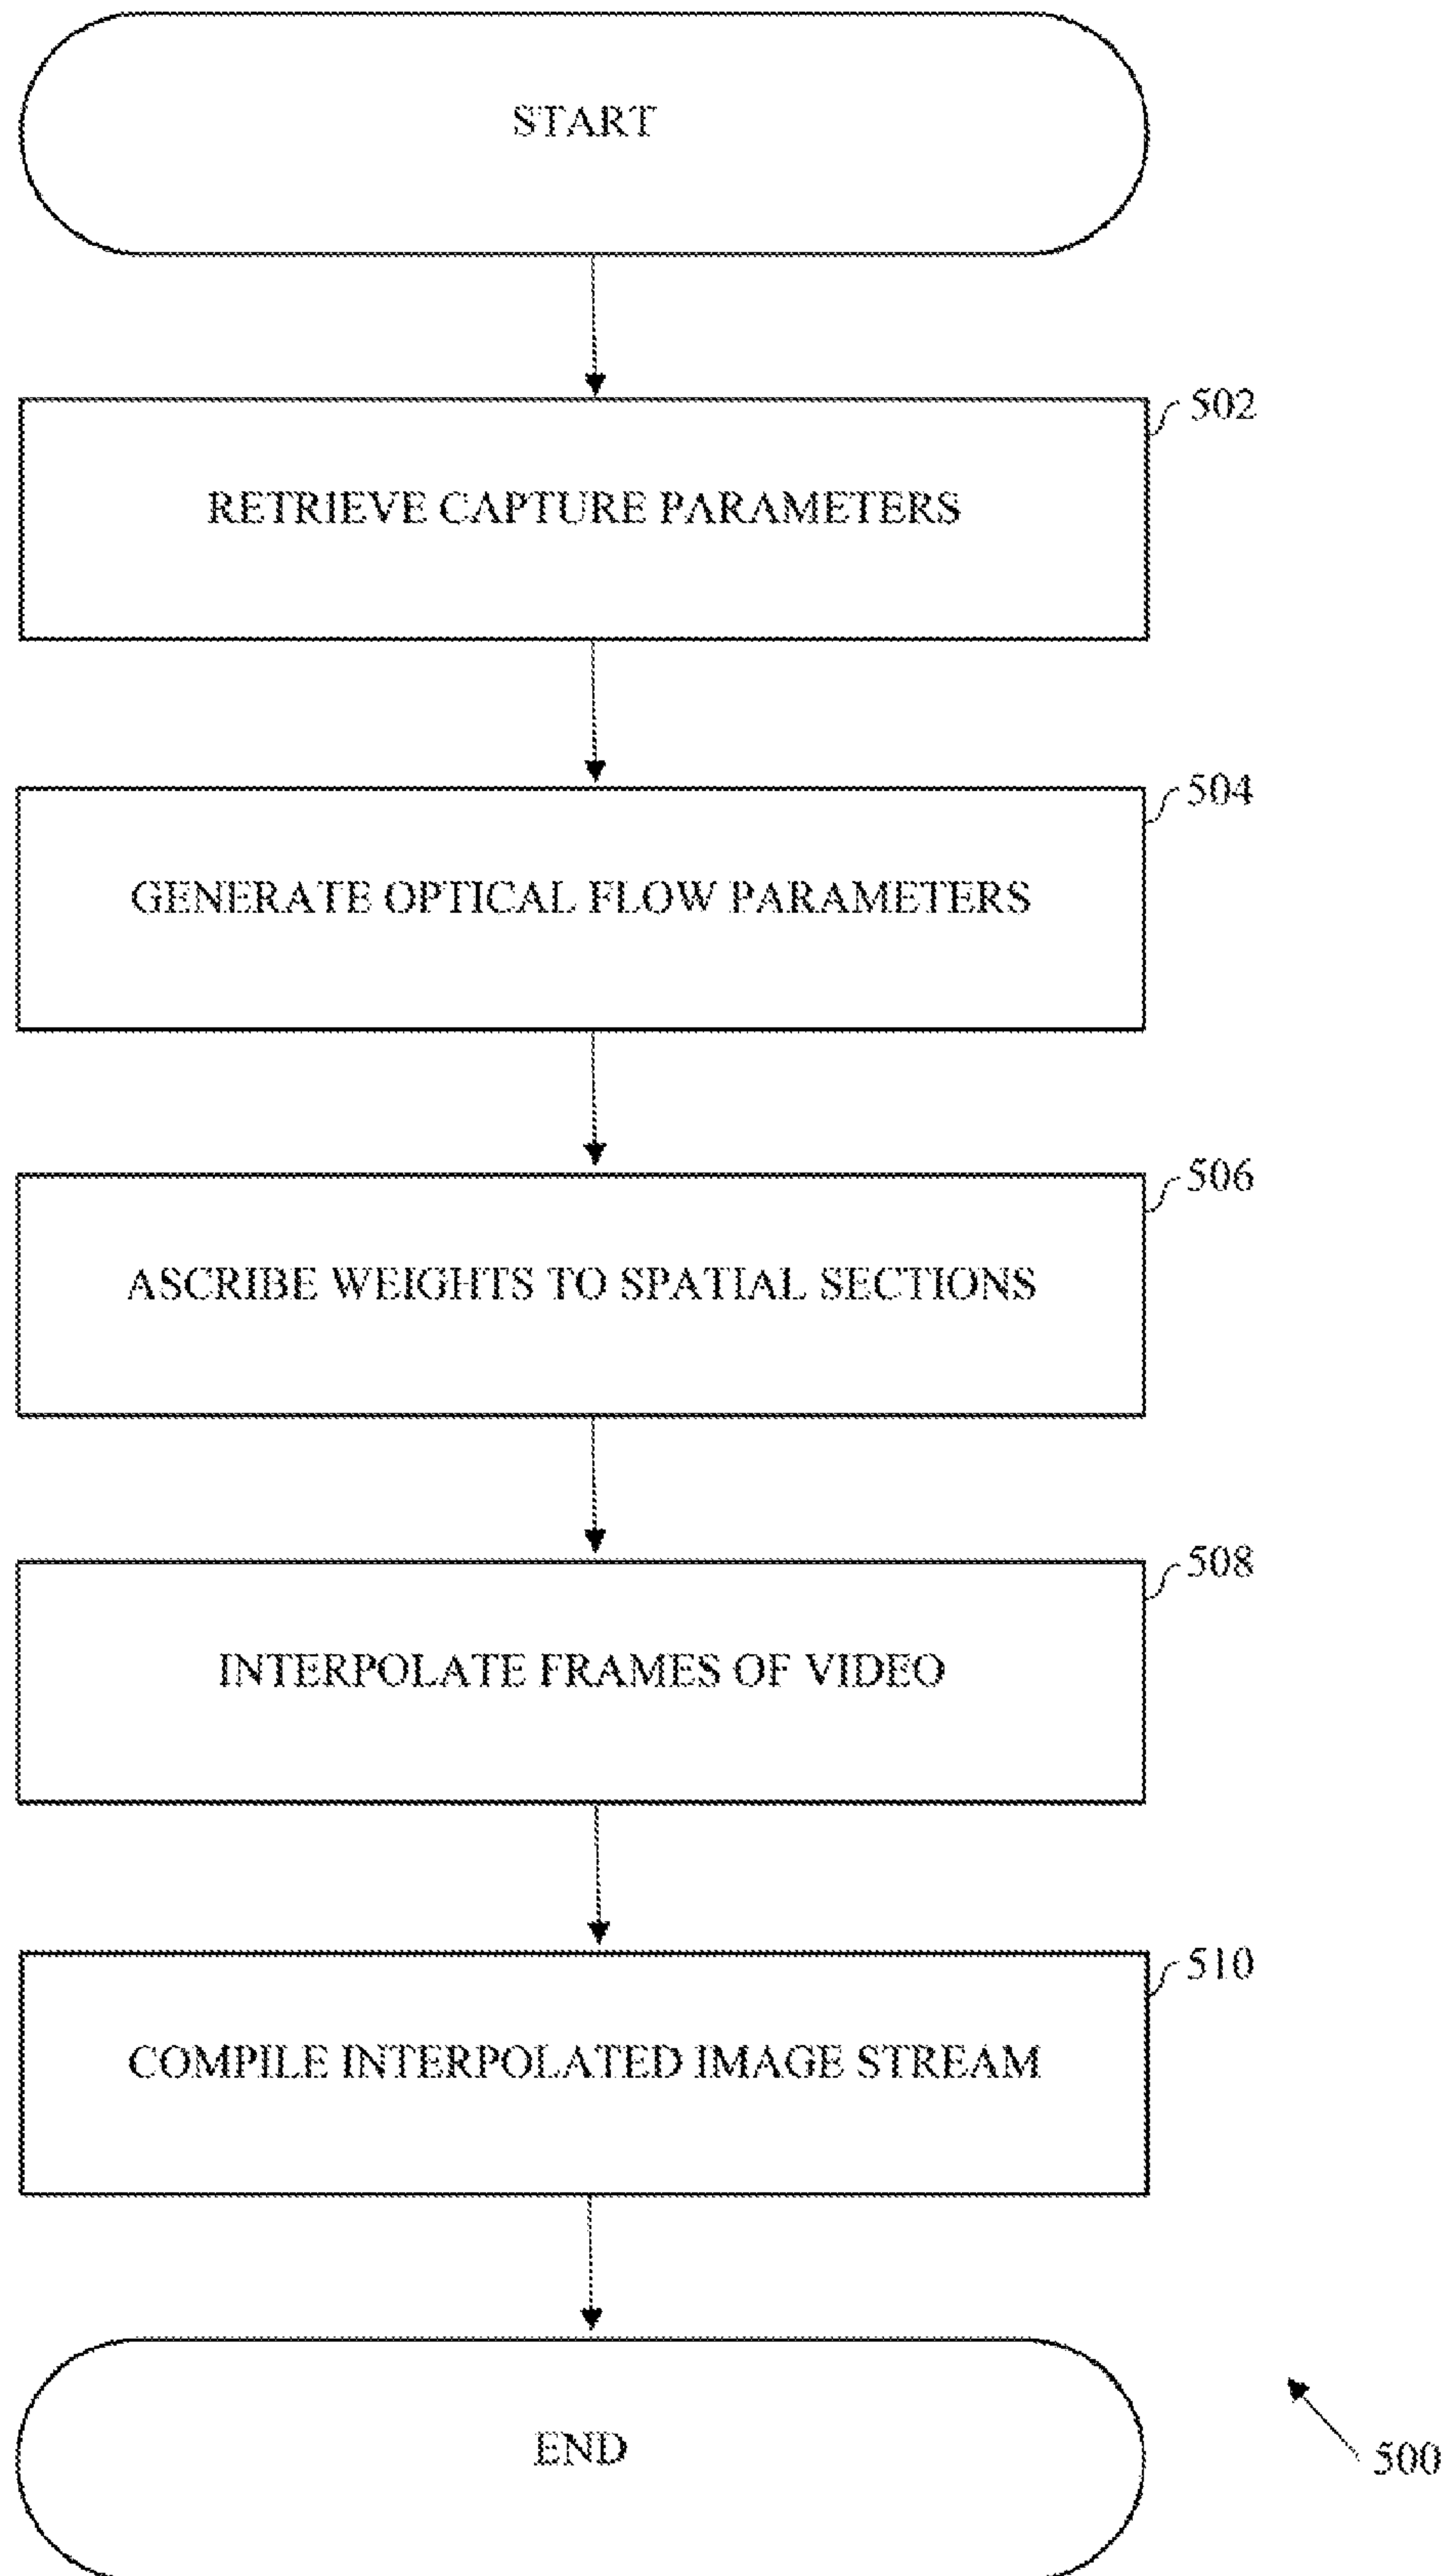 START
502
RETRIEVE CAPTURE PARAMETERS
504
GENERATE OPTICAL FLOW PARAMETERS
506
ASCRIBE WEIGHTS TO SPATIAL SECTIONS
508
INTERPOLATE FRAMES OF VIDEO
510
COMPILE INTERPOLATED IMAGE STREAM
END
500